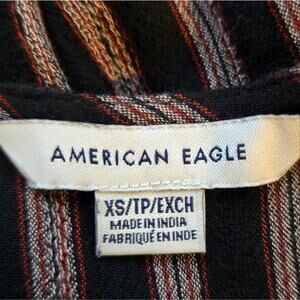 AMERICAN EAGLE
XS/TP/EXCH
MADE IN INDIA
FABRIQUÉ EN INDE